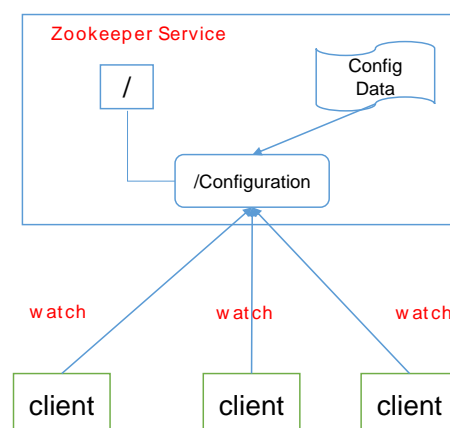 Zookeeper Service
/
Config
Data
/Configuration
watch
watch
watch
client
client
client